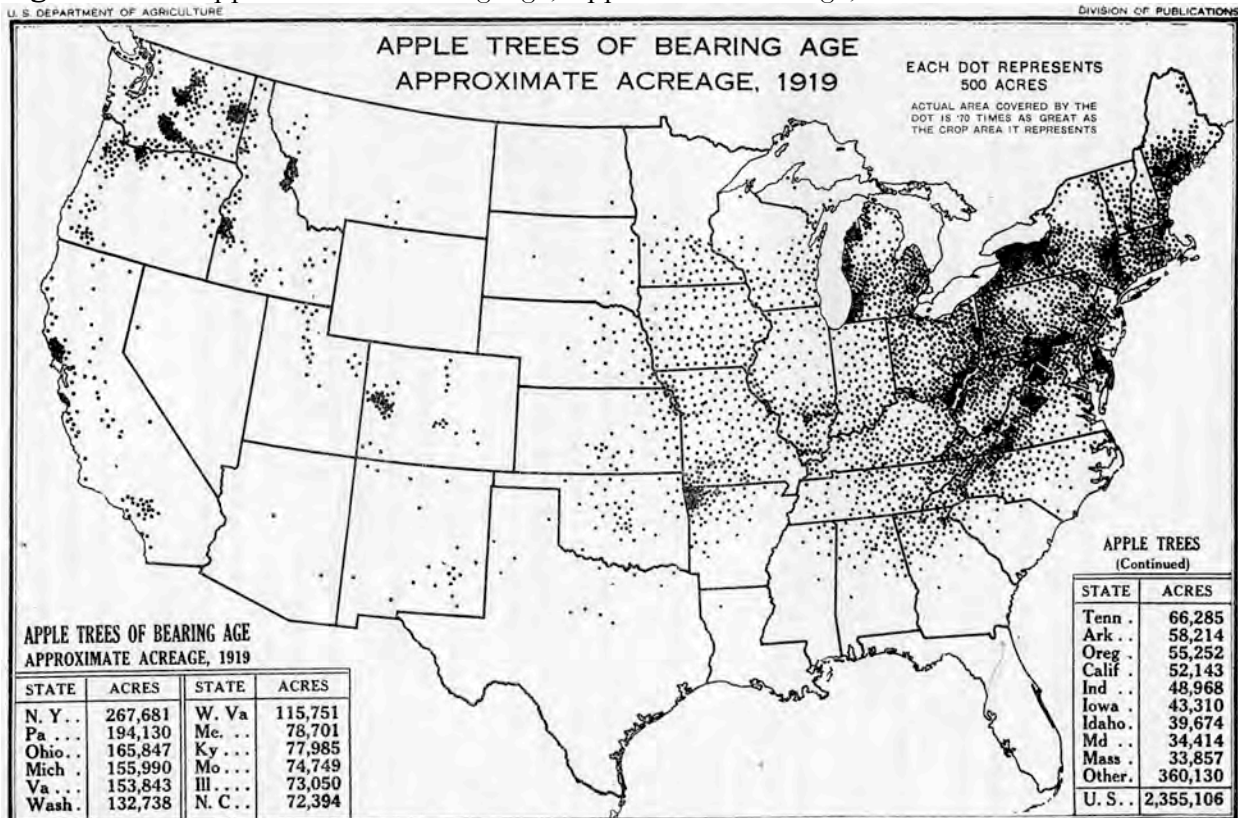 U. S. DEPARTMENT OF AGRICULTURE
DIVISION OF PUBLICATIONS
APPLE TREES OF BEARING AGE
APPROXIMATE ACREAGE, 1919
EACH DOT REPRESENTS
500 ACRES
ACTUAL AREA COVERED BY THE
DOT IS 70 TIMES AS GREAT AS
THE CROP AREA IT REPRESENTS
APPLE TREES OF BEARING AGE
APPROXIMATE ACREAGE, 1919
STATE ACRES STATE ACRES
N. Y.. 267,681 W. Va 115,751
Pa ... 194,130 Me. .. 78,701
Ohio.. 165,847 Ky ... 77,985
Mich . 155,990 Mo ... 74,749
Va ... 153,843 Ill ... 73,050
Wash . 132,738 N. C .. 72,394
APPLE TREES
(Continued)
STATE ACRES
Tenn . 66,285
Ark .. 58,214
Oreg . 55,252
Calif . 52,143
Ind .. 48,968
Iowa . 43,310
Idaho. 39,674
Md .. 34,414
Mass . 33,857
Other. 360,130
U. S.. 2,355,106